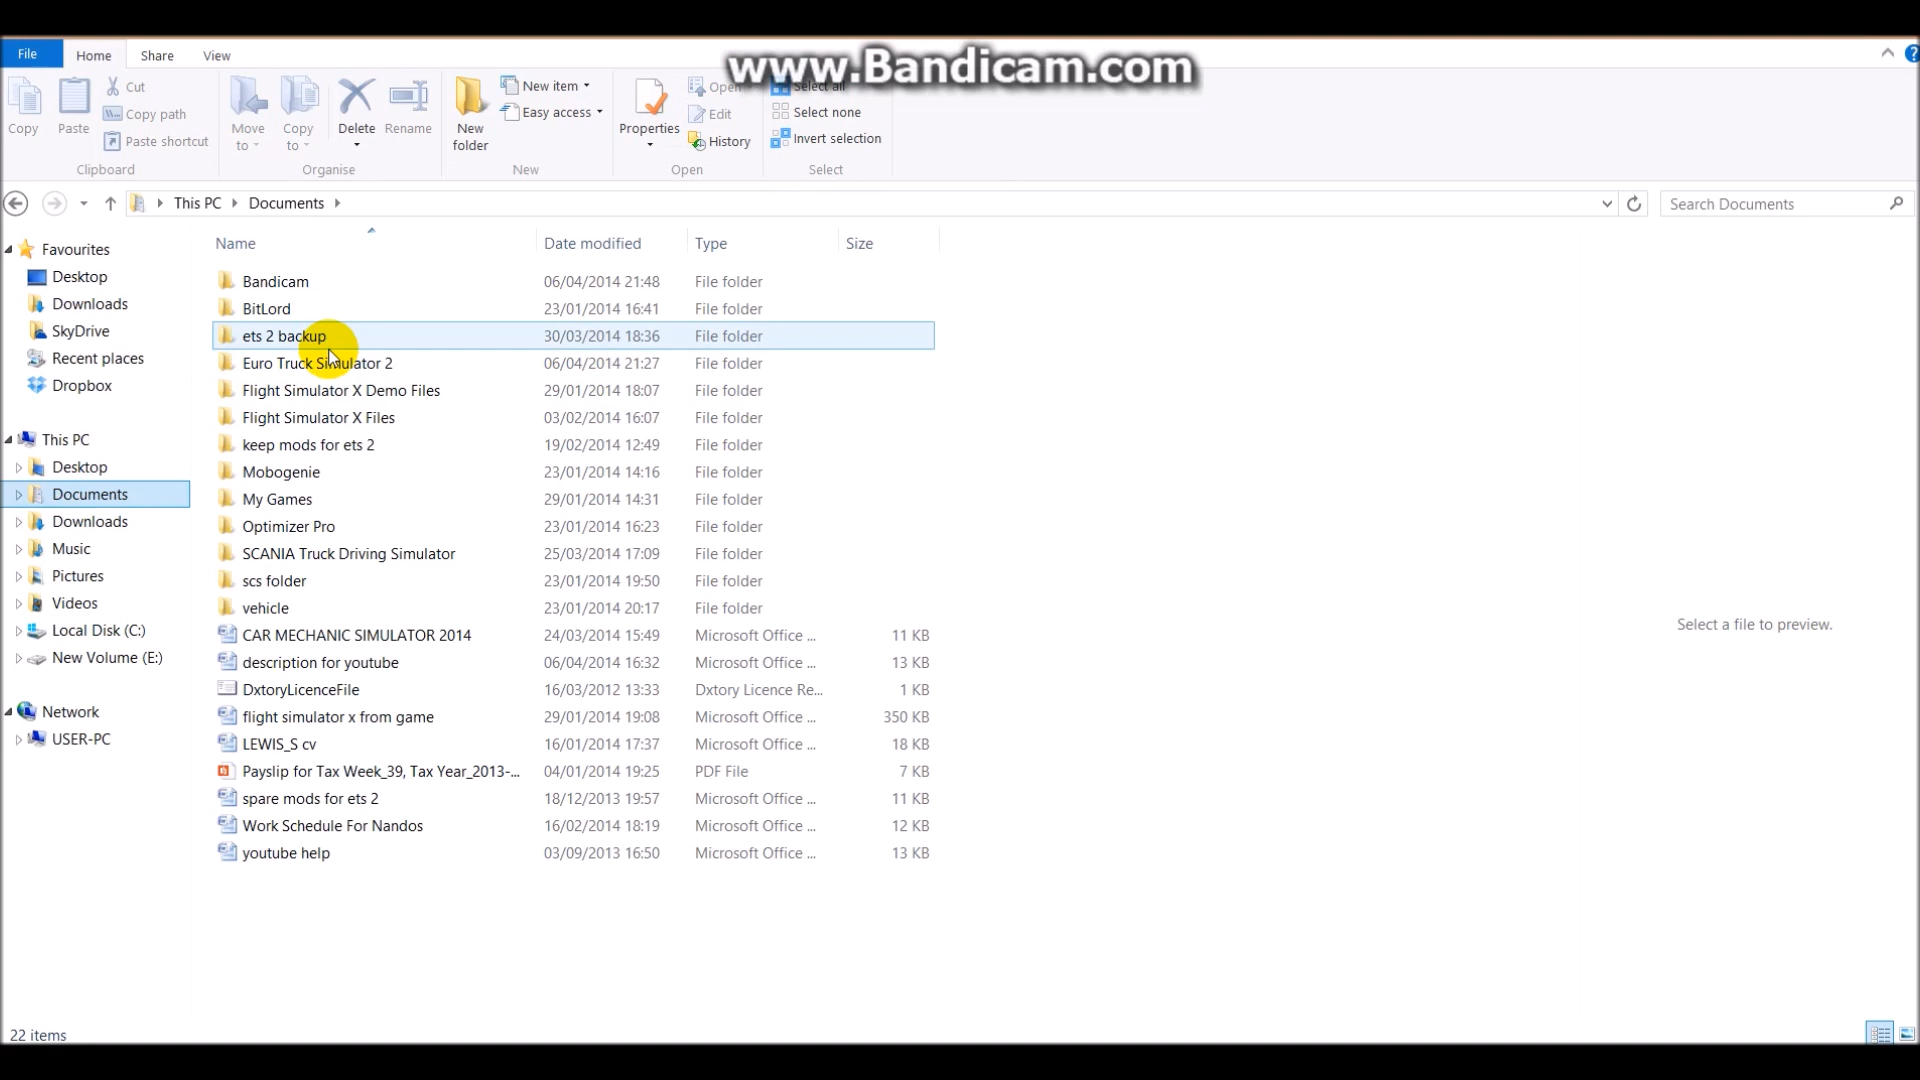 www.Bandicam.com
File Home Share View
Copy
Paste
Cut
Copy path
Paste shortcut
Clipboard
Move to
Copy to
Delete
Rename
Organise
New folder
New item
Easy access
New
Properties
Open
Edit
History
Open
Select all
Select none
Invert selection
Select
This PC Documents
Search Documents
Favourites
Desktop
Downloads
SkyDrive
Recent places
Dropbox
This PC
Desktop
Documents
Downloads
Music
Pictures
Videos
Local Disk (C:)
New Volume (E:)
Network
USER-PC
Name Date modified Type Size
Bandicam 06/04/2014 21:48 File folder
BitLord 23/01/2014 16:41 File folder
ets 2 backup 30/03/2014 18:36 File folder
Euro Truck Simulator 2 06/04/2014 21:27 File folder
Flight Simulator X Demo Files 29/01/2014 18:07 File folder
Flight Simulator X Files 03/02/2014 16:07 File folder
keep mods for ets 2 19/02/2014 12:49 File folder
Mobogenie 23/01/2014 14:16 File folder
My Games 29/01/2014 14:31 File folder
Optimizer Pro 23/01/2014 16:23 File folder
SCANIA Truck Driving Simulator 25/03/2014 17:09 File folder
scs folder 23/01/2014 19:50 File folder
vehicle 23/01/2014 20:17 File folder
CAR MECHANIC SIMULATOR 2014 24/03/2014 15:49 Microsoft Office ... 11 KB
description for youtube 06/04/2014 16:32 Microsoft Office ... 13 KB
DxtoryLicenceFile 16/03/2012 13:33 Dxtory Licence Re... 1 KB
flight simulator x from game 29/01/2014 19:08 Microsoft Office ... 350 KB
LEWIS_S cv 16/01/2014 17:37 Microsoft Office ... 18 KB
Payslip for Tax Week_39, Tax Year_2013-... 04/01/2014 19:25 PDF File 7 KB
spare mods for ets 2 18/12/2013 19:57 Microsoft Office ... 11 KB
Work Schedule For Nandos 16/02/2014 18:19 Microsoft Office ... 12 KB
youtube help 03/09/2013 16:50 Microsoft Office ... 13 KB
Select a file to preview.
22 items